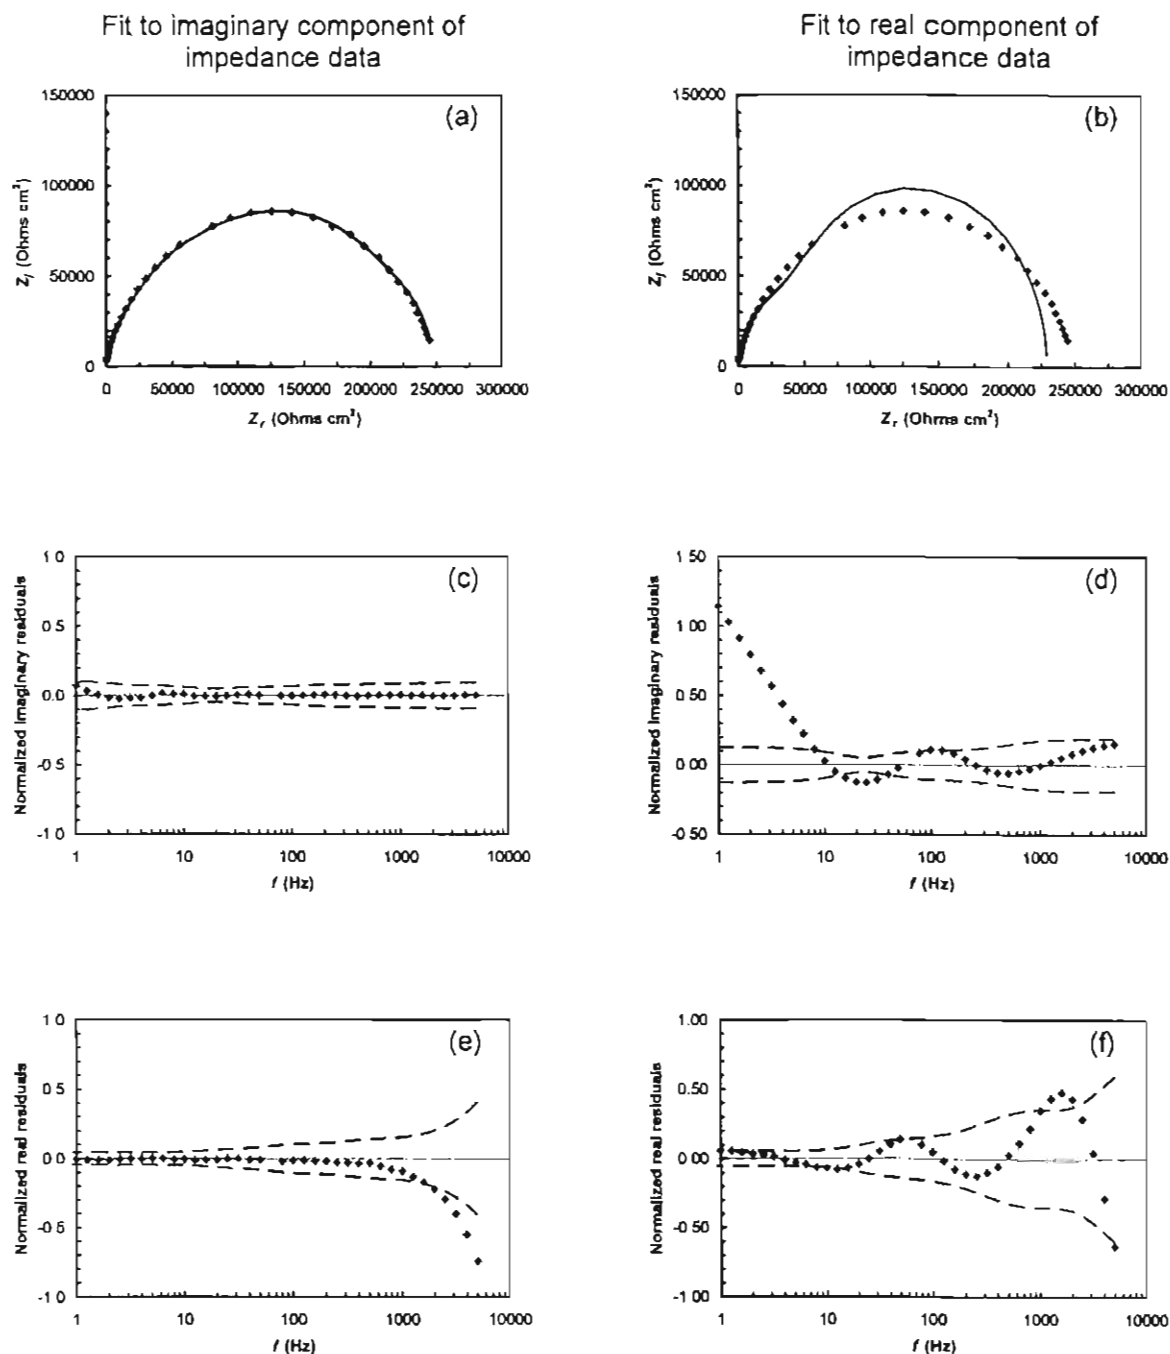 Fit to imaginary component of
impedance data
Fit to real component of
impedance data
(a)
150000
100000
50000
0
Zj (Ohms cm²)
0 50000 100000 150000 200000 250000 300000
Zr (Ohms cm²)
(b)
150000
100000
50000
0
Zj (Ohms cm²)
0 50000 100000 150000 200000 250000 300000
Zr (Ohms cm²)
(c)
1 0
0 5
0.0
-0 5
-1 0
Normalized imaginary residuals
1 10 100 1000 10000
f (Hz)
(d)
1 50
1 00
0 50
0.00
-0 50
Normalized imaginary residuals
1 10 100 1000 10000
f (Hz)
(e)
1 0
0 5
0.0
-0 5
-1 0
Normalized real residuals
1 10 100 1000 10000
f (Hz)
(f)
1.00
0.50
0.00
-0.50
-1 00
Normalized real residuals
1 10 100 1000 10000
f (Hz)